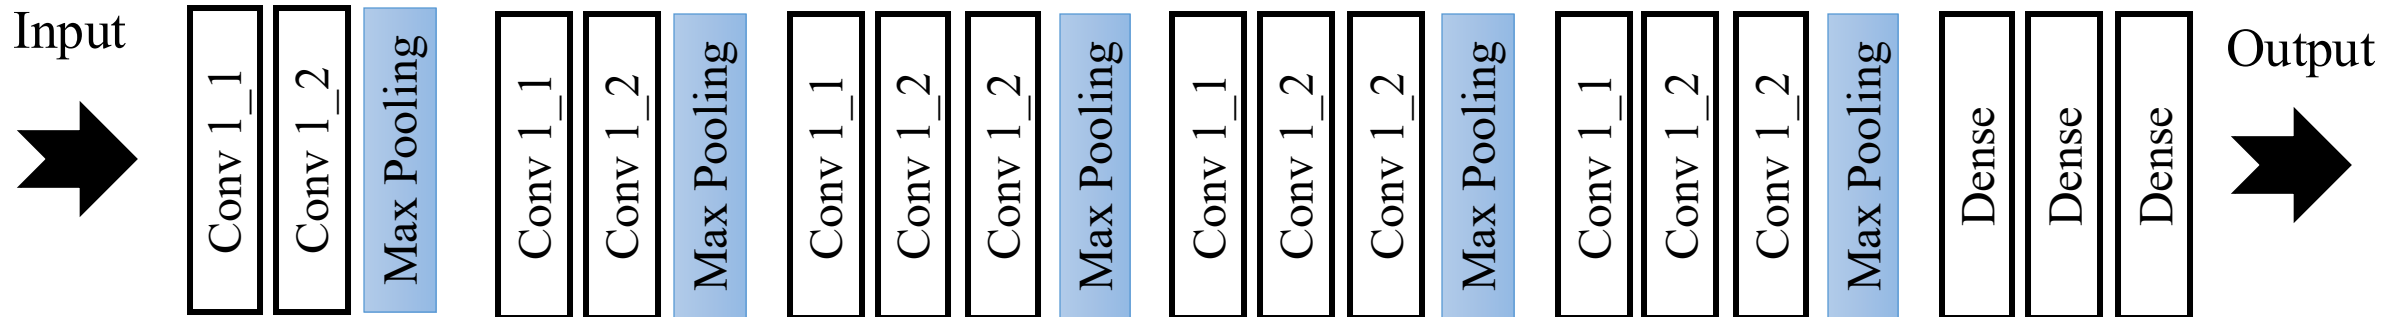 Input
Conv 1_1
Conv 1_2
Max Pooling
Conv 1_1
Conv 1_2
Max Pooling
Conv 1_1
Conv 1_2
Conv 1_2
Max Pooling
Conv 1_1
Conv 1_2
Conv 1_2
Max Pooling
Conv 1_1
Conv 1_2
Conv 1_2
Max Pooling
Dense
Dense
Dense
Output